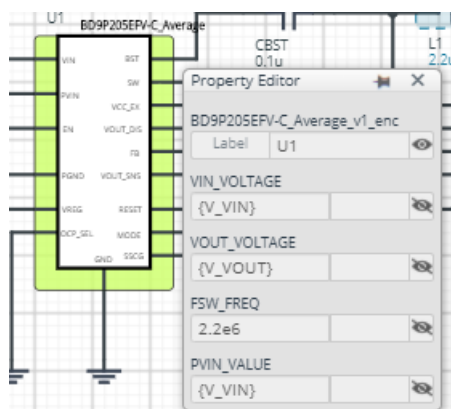 U1
BD9P205EFV-C_Average
CBST
0.1u
L1
2.2u
VIN
PVIN
EN
PGND
VREG
OCP_SEL
GND
BST
SW
VCC_EX
VOUT_DIS
FB
VOUT_SNS
RESET
MODE
SSCG
Property Editor
BD9P205EFV-C_Average_v1_enc
Label
U1
VIN_VOLTAGE
{V_VIN}
VOUT_VOLTAGE
{V_VOUT}
FSW_FREQ
2.2e6
PVIN_VALUE
{V_VIN}